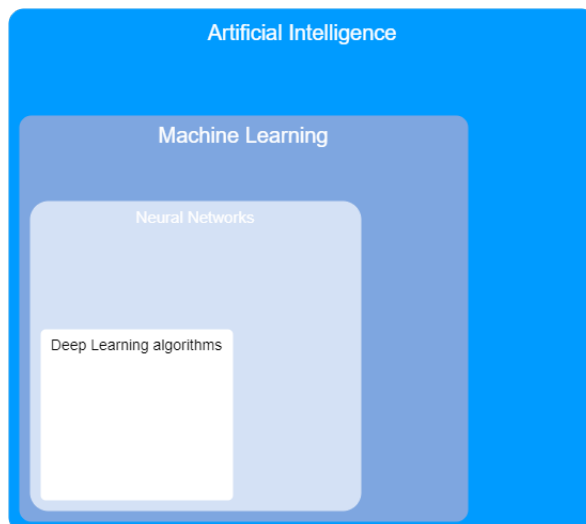 Artificial Intelligence
Machine Learning
Neural Networks
Deep Learning algorithms